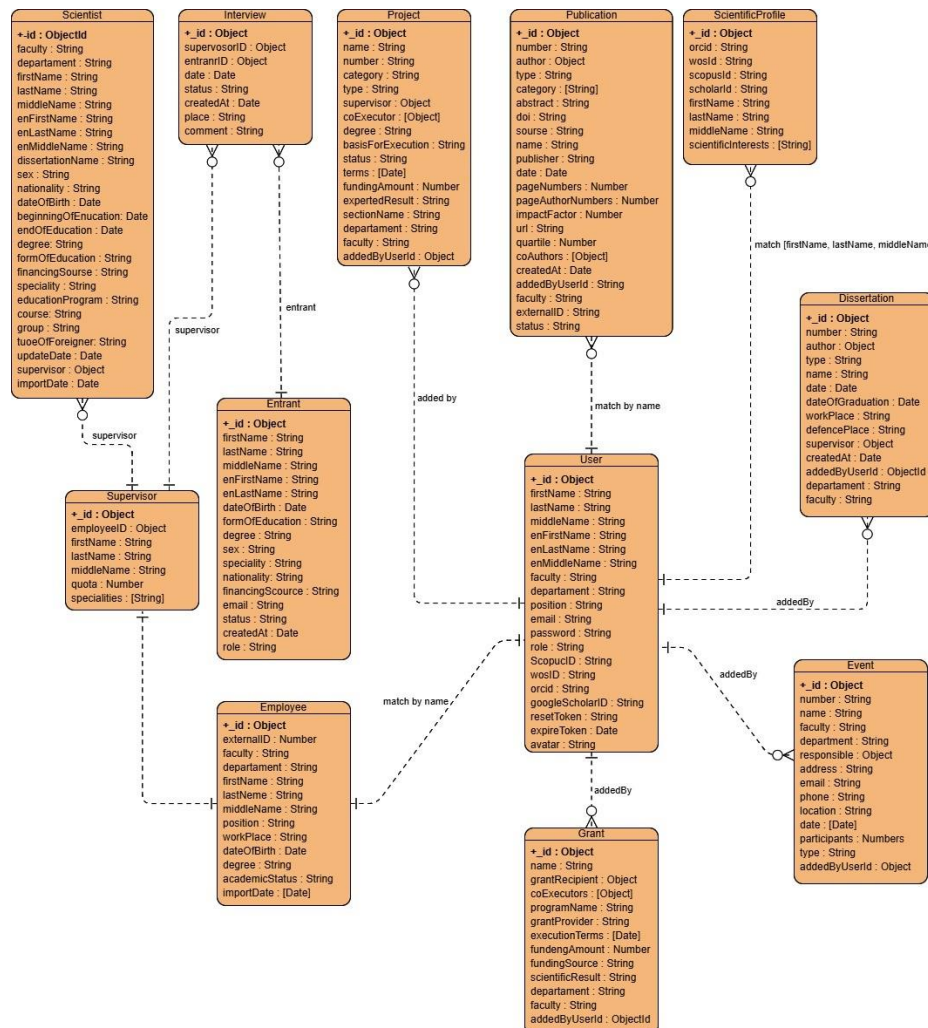 Scientist
+-id : ObjectId
faculty : String
departament : String
firstName : String
lastName : String
middleName : String
enFirstName : String
enLastName : String
enMiddleName : String
dissertationName : String
sex : String
nationality : String
dateOfBirth : Date
beginningOfEnucation: Date
endOfEducation : Date
degree: String
formOfEducation : String
financingSourse : String
speciality : String
educationProgram : String
course: String
group : String
tuoeOfForeigner: String
updateDate : Date
supervisor : Object
importDate : Date
Interview
+_id : Object
supervosorID : Object
entranrID : Object
date : Date
status : String
createdAt : Date
place : String
comment : String
Project
+_id : Object
name : String
number : String
category : String
type : String
supervisor : Object
coExecutor : [Object]
degree : String
basisForExecution : String
status : String
terms : [Date]
fundingAmount : Number
expertedResult : String
sectionName : String
departament : String
faculty : String
addedByUserId : Object
Publication
+_id : Object
number : String
author : Object
type : String
category : [String]
abstract : String
doi : String
sourse : String
name : String
publisher : String
date : Date
pageNumbers : Number
pageAuthorNumbers : Number
impactFactor : Number
url : String
quartile : Number
coAuthors : [Object]
createdAt : Date
addedByUserId : String
faculty : String
externalID : String
status : String
ScientificProfile
+_id : Object
orcid : String
wosId : String
scopusId : String
scholarId : String
firstName : String
lastName : String
middleName : String
scientificInterests : [String]
match [firstName, lastName, middleName
supervisor
entrant
added by
match by name
supervisor
Dissertation
+_id : Object
number : String
author : Object
type : String
name : String
date : Date
dateOfGraduation : Date
workPlace : String
defencePlace : String
supervisor : Object
createdAt : Date
addedByUserId : ObjectId
departament : String
faculty : String
Entrant
+_id : Object
firstName : String
lastName : String
middleName : String
enFirstName : String
enLastName : String
dateOfBirth : Date
formOfEducation : String
degree : String
sex : String
speciality : String
nationality: String
financingScource : String
email : String
status : String
createdAt : Date
role : String
User
+_id : Object
firstName : String
lastName : String
middleName : String
enFirstName : String
enLastName : String
enMiddleName : String
faculty : String
departament : String
position : String
email : String
password : String
role : String
ScopucID : String
wosID : String
orcid : String
googleScholarID : String
resetToken : String
expireToken : Date
avatar : String
Supervisor
+_id : Object
employeeID : Object
firstName : String
lastName : String
middleName : String
quota : Number
specialities : [String]
addedBy
addedBy
match by name
addedBy
Event
+_id : Object
number : String
name : String
faculty : String
department : String
responsible : Object
address : String
email : String
phone : String
location : String
date : [Date]
participants : Numbers
type : String
addedByUserId : Object
Employee
+_id : Object
externalID : Number
faculty : String
departament : String
firstName : String
lastNeme : String
middleName : String
position : String
workPlace : String
dateOfBirth : Date
degree : String
academicStatus : String
importDate : [Date]
Grant
+_id : Object
name : String
grantRecipient : Object
coExecutors : [Object]
programName : String
grantProvider : String
executionTerms : [Date]
fundengAmount : Number
fundingSource : String
scientificResult : String
departament : String
faculty : String
addedByUserId : ObjectId